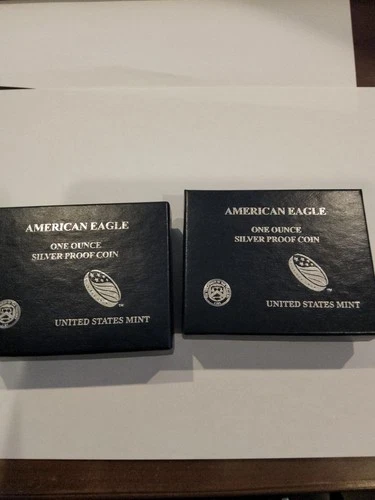 AMERICAN EAGLE
ONE OUNCE
SILVER PROOF COIN
UNITED STATES MINT
AMERICAN EAGLE
ONE OUNCE
SILVER PROOF COIN
UNITED STATES MINT